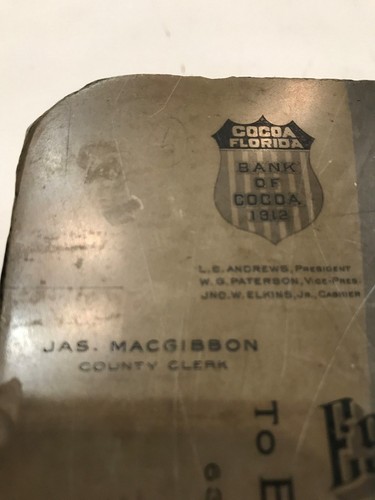 COCOA
FLORIDA
BANK
OF
COCOA
1912
L.C. ANDREWS, PRESIDENT
W.G. PATERSON, VICE-PRES.
JNO. W. ELKINS, JR., CASHIER
JAS. MACGIBBON
COUNTY CLERK
TO